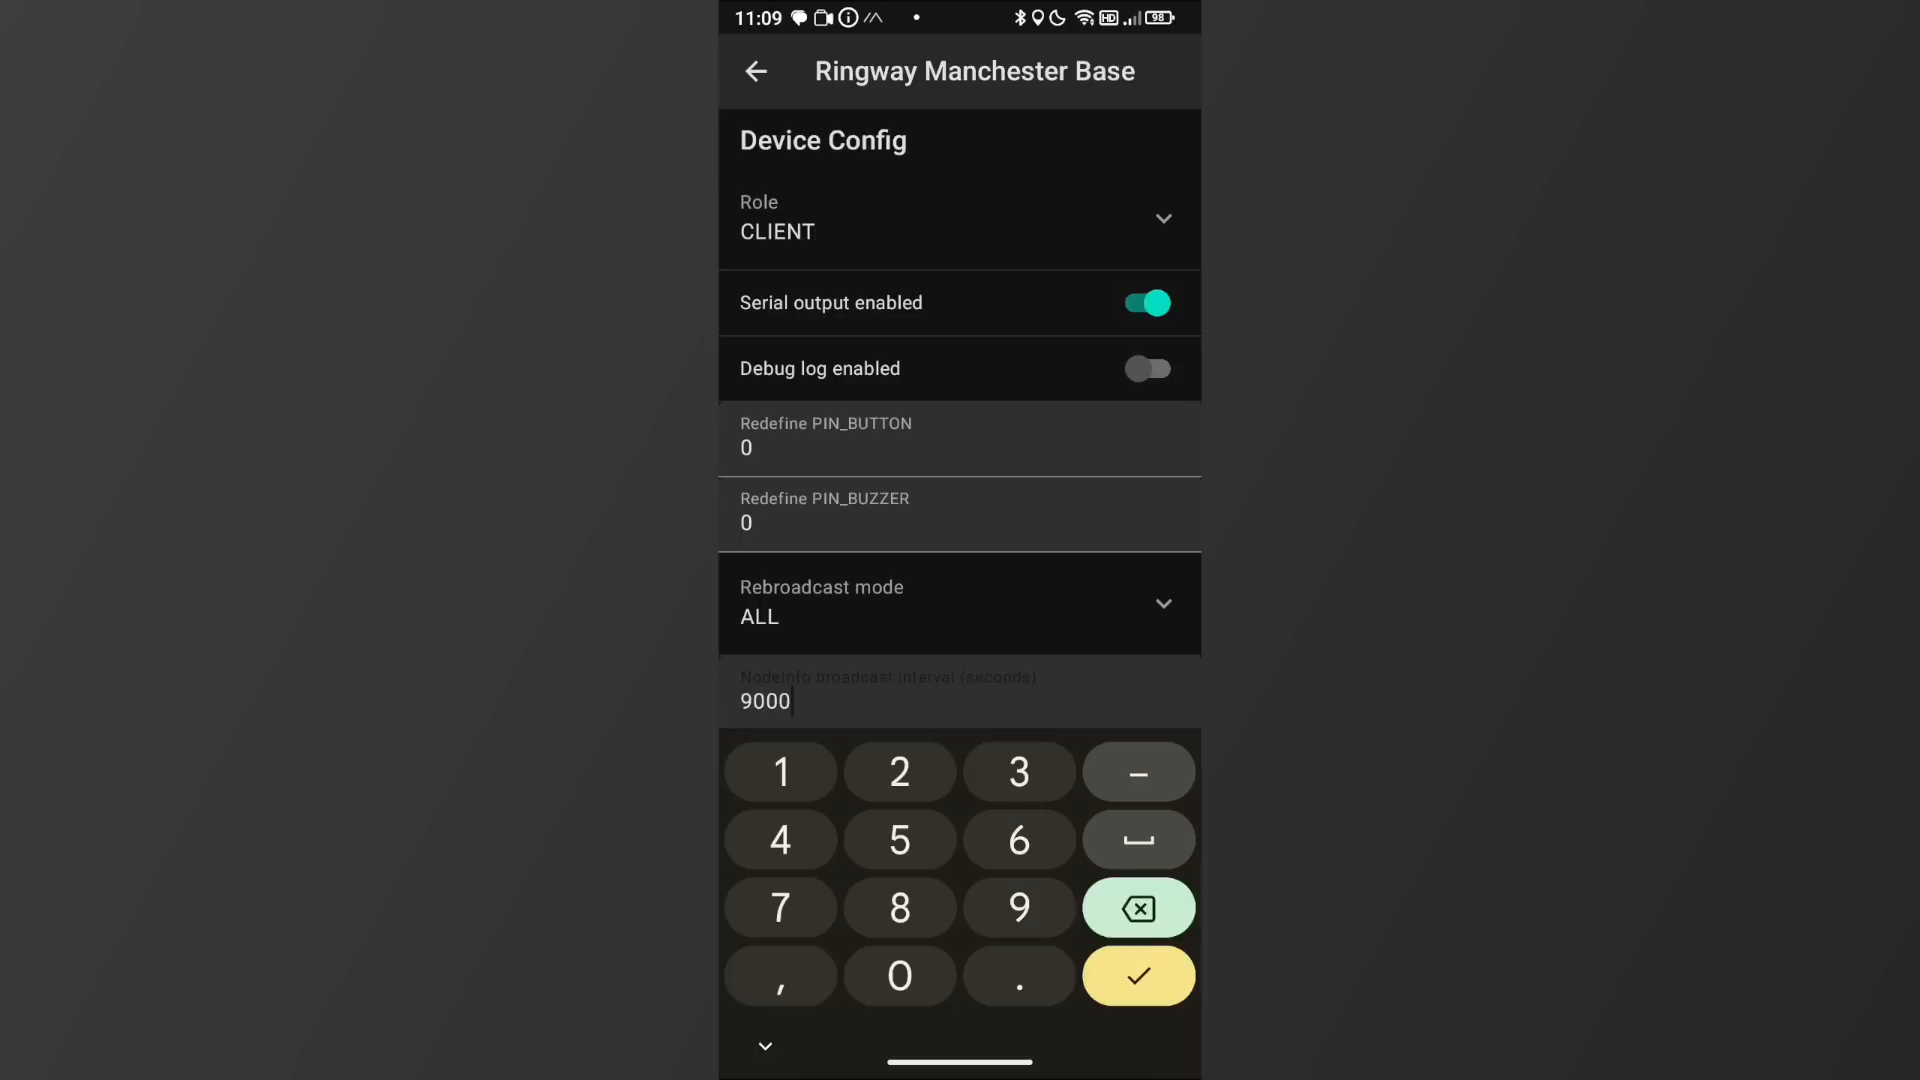 11:09
HD
98
Ringway Manchester Base
Device Config
Role
CLIENT
Serial output enabled
Debug log enabled
Redefine PIN_BUTTON
0
Redefine PIN_BUZZER
0
Rebroadcast mode
ALL
NodeInfo broadcast interval (seconds)
9000
1 2 3 –
4 5 6
7 8 9
, 0 .